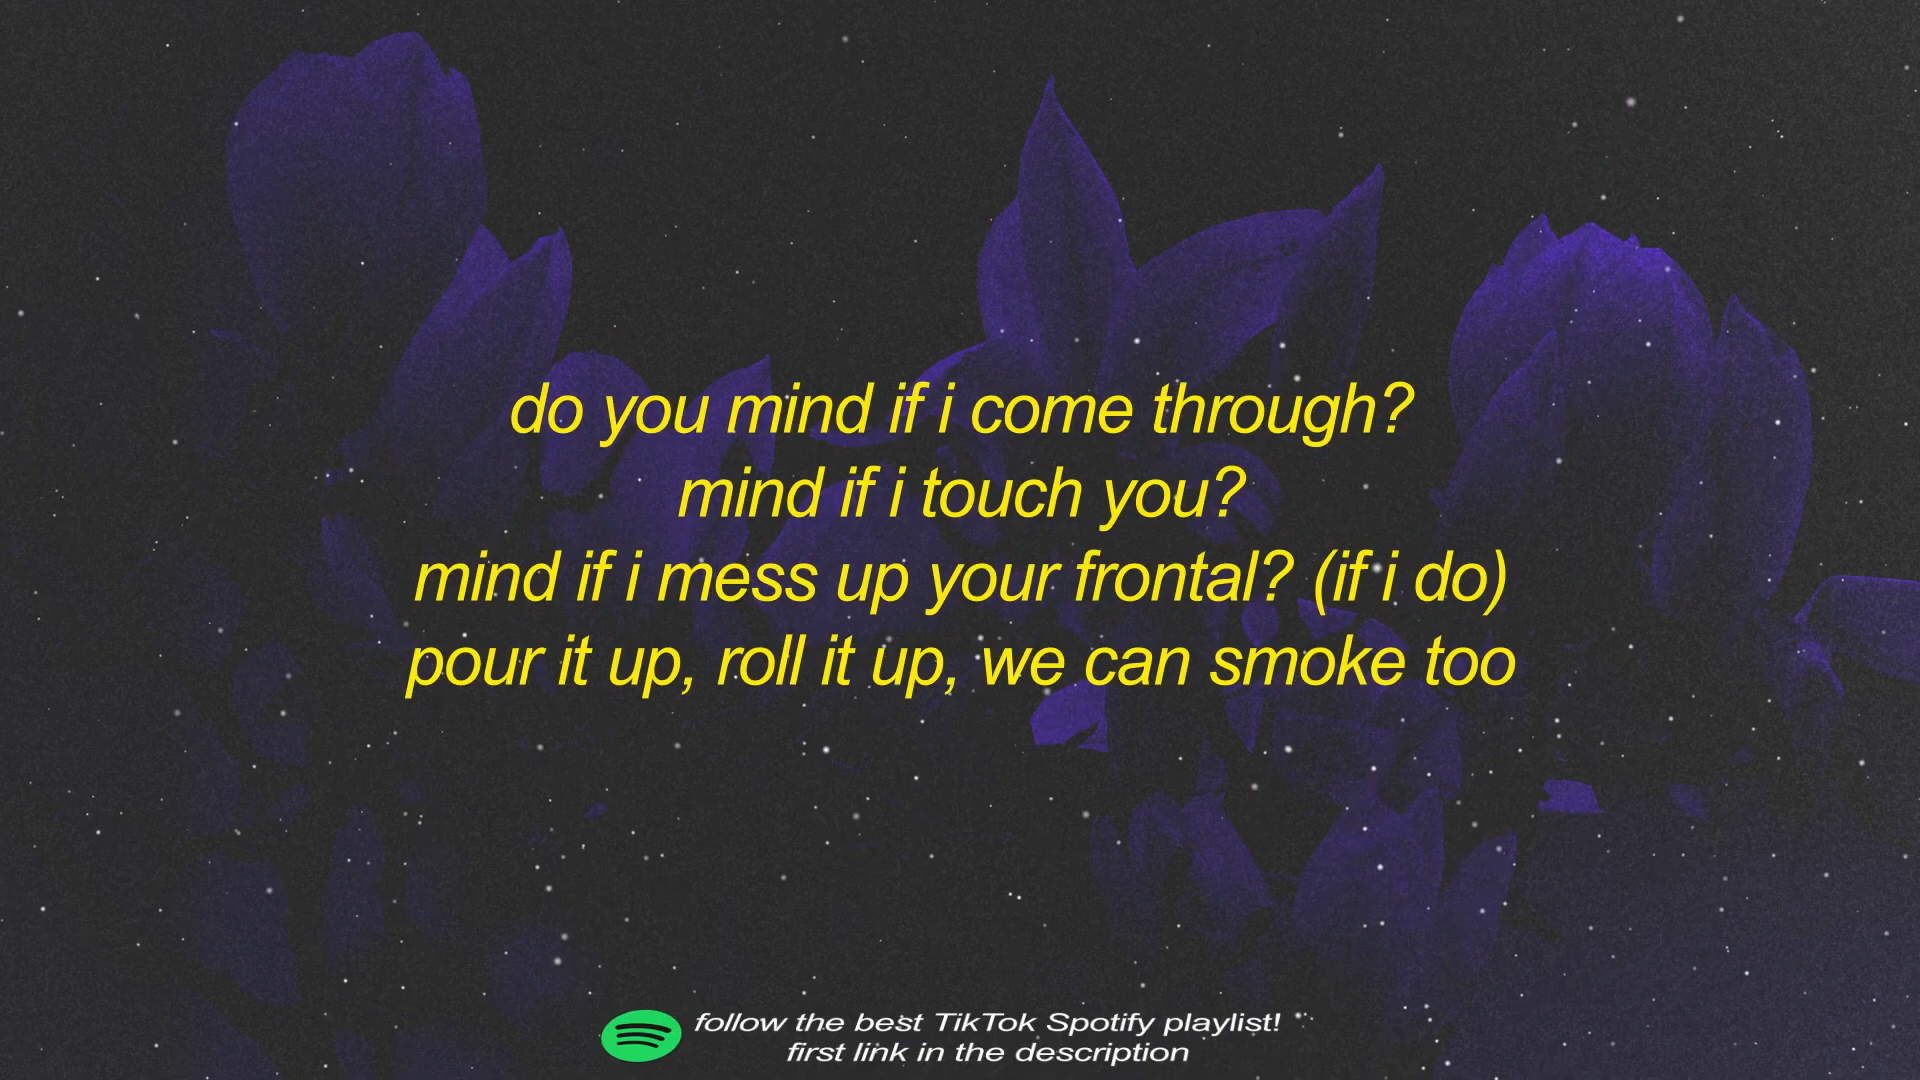 do you mind if i come through?
mind if i touch you?
mind if i mess up your frontal? (if i do)
pour it up, roll it up, we can smoke too
follow the best TikTok Spotify playlist!
first link in the description